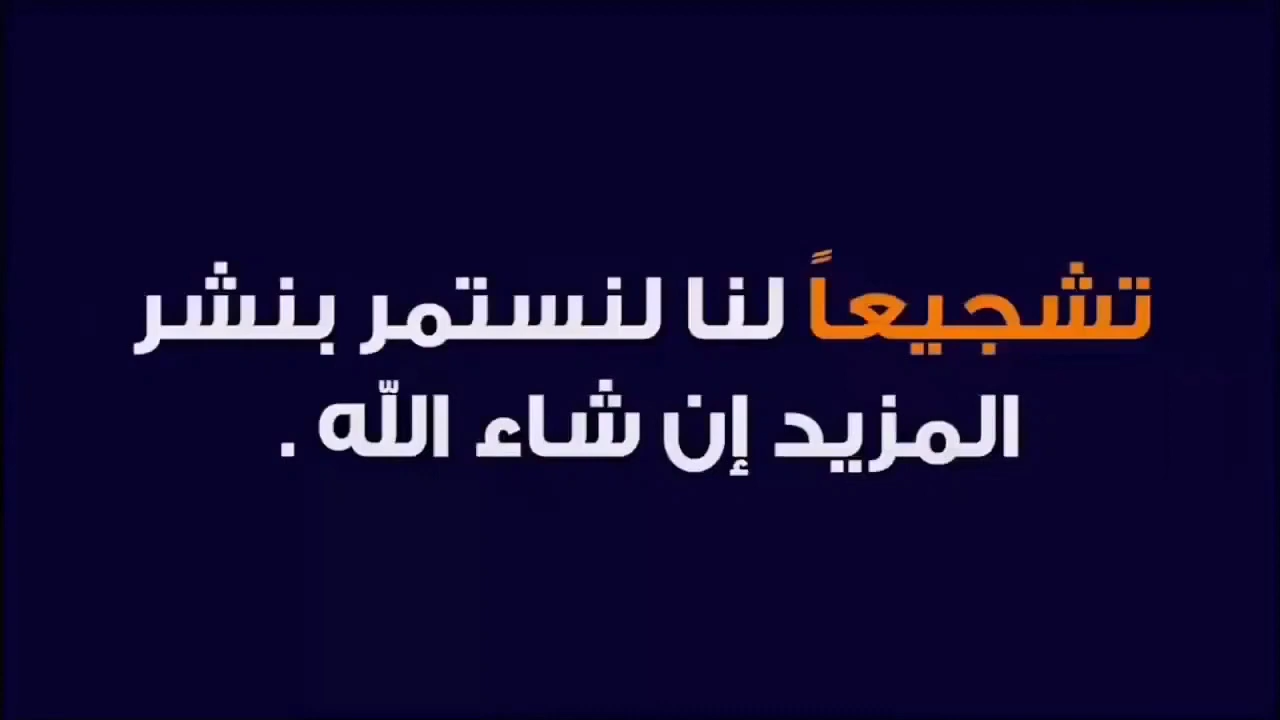 تشجيعاً لنا لنستمر بنشر
المزيد إن شاء الله .